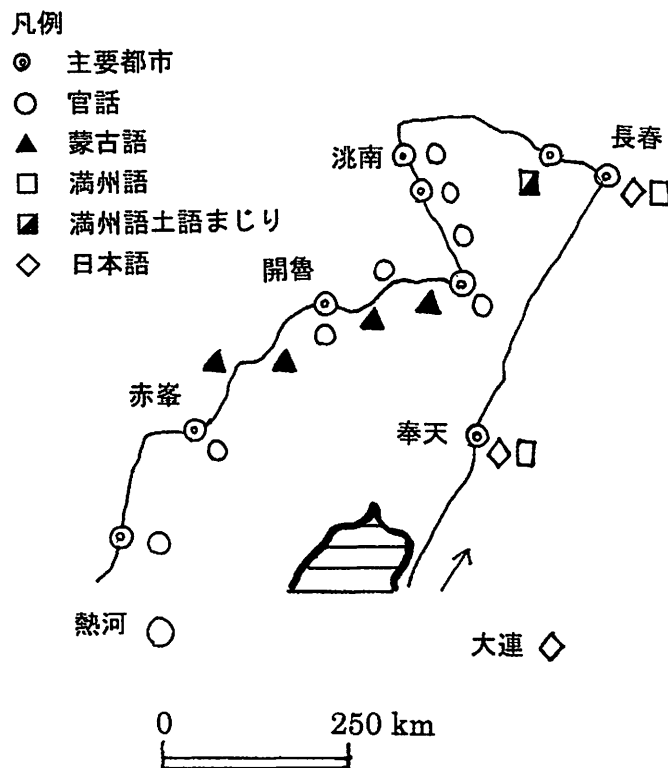 凡例
主要都市
官話
蒙古語
満州語
満州語土語まじり
日本語
長春
洮南
開魯
赤峯
奉天
熱河
大連
0 250 km